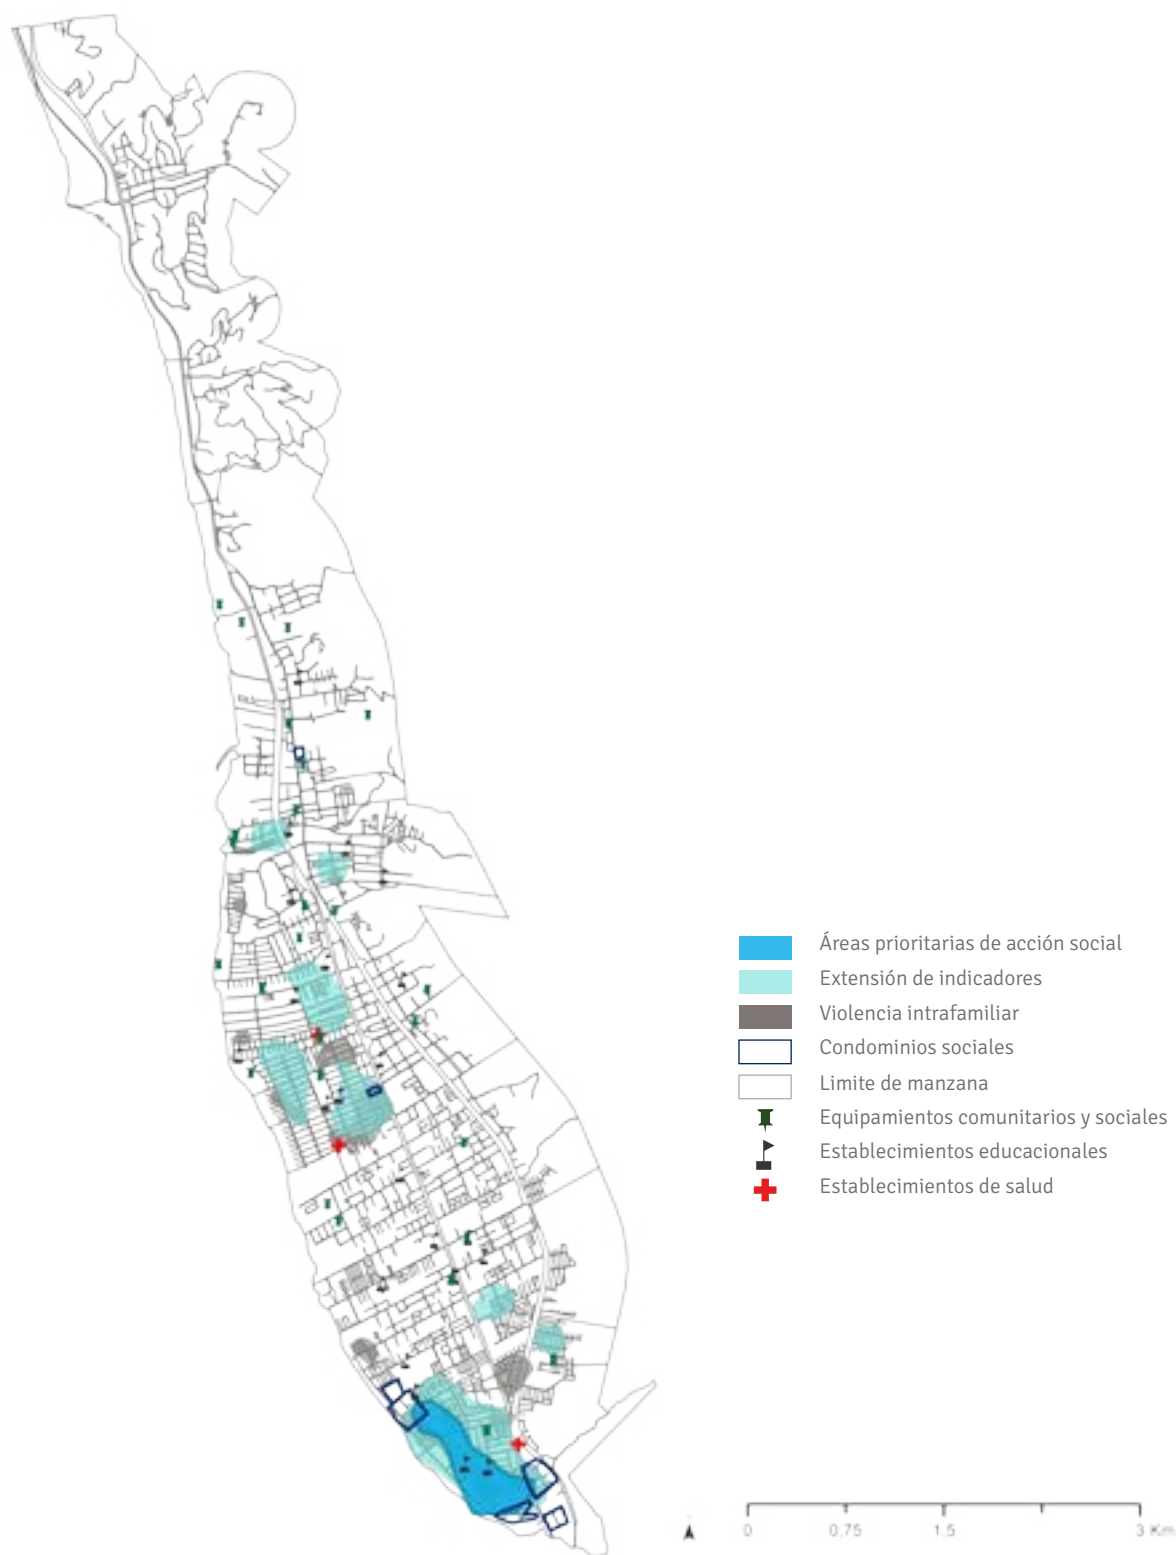 Áreas prioritarias de acción social
Extensión de indicadores
Violencia intrafamiliar
Condominios sociales
Limite de manzana
Equipamientos comunitarios y sociales
Establecimientos educacionales
Establecimientos de salud
0 0.75 1.5 3 Km